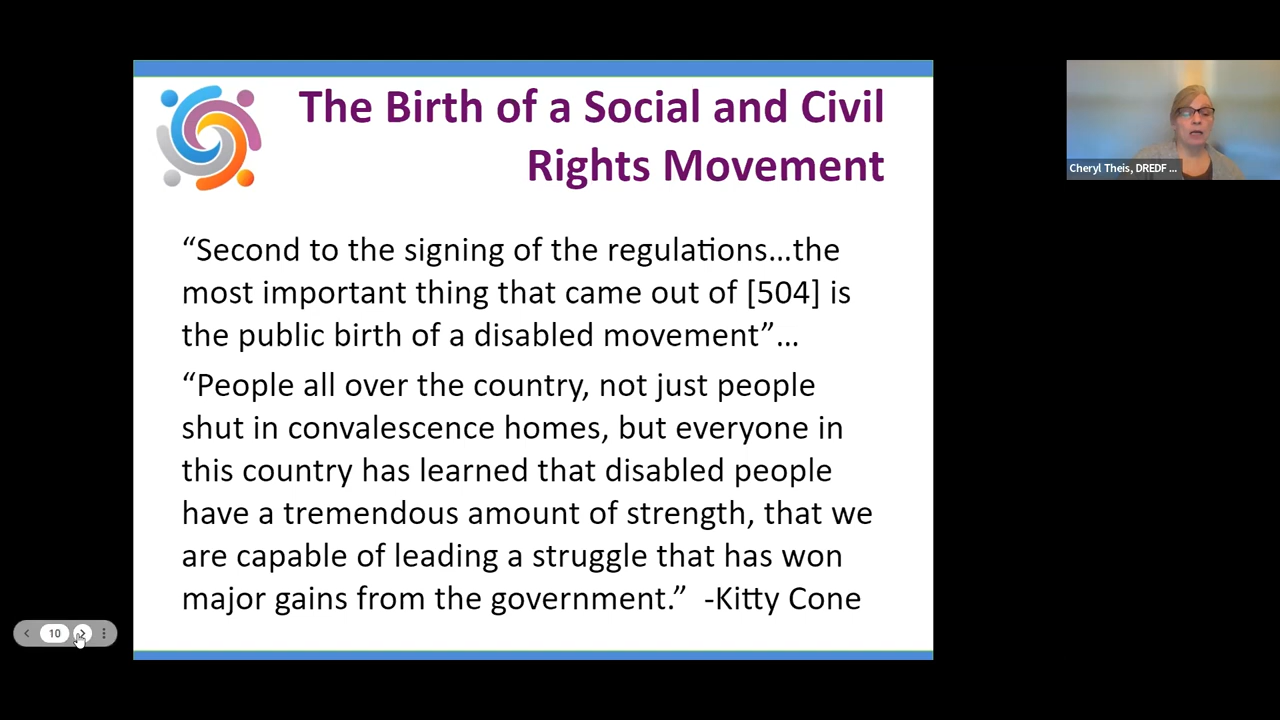 The Birth of a Social and Civil
Rights Movement
“Second to the signing of the regulations…the
most important thing that came out of [504] is
the public birth of a disabled movement”…
“People all over the country, not just people
shut in convalescence homes, but everyone in
this country has learned that disabled people
have a tremendous amount of strength, that we
are capable of leading a struggle that has won
major gains from the government.” -Kitty Cone
Cheryl Theis, DREDF ...
10